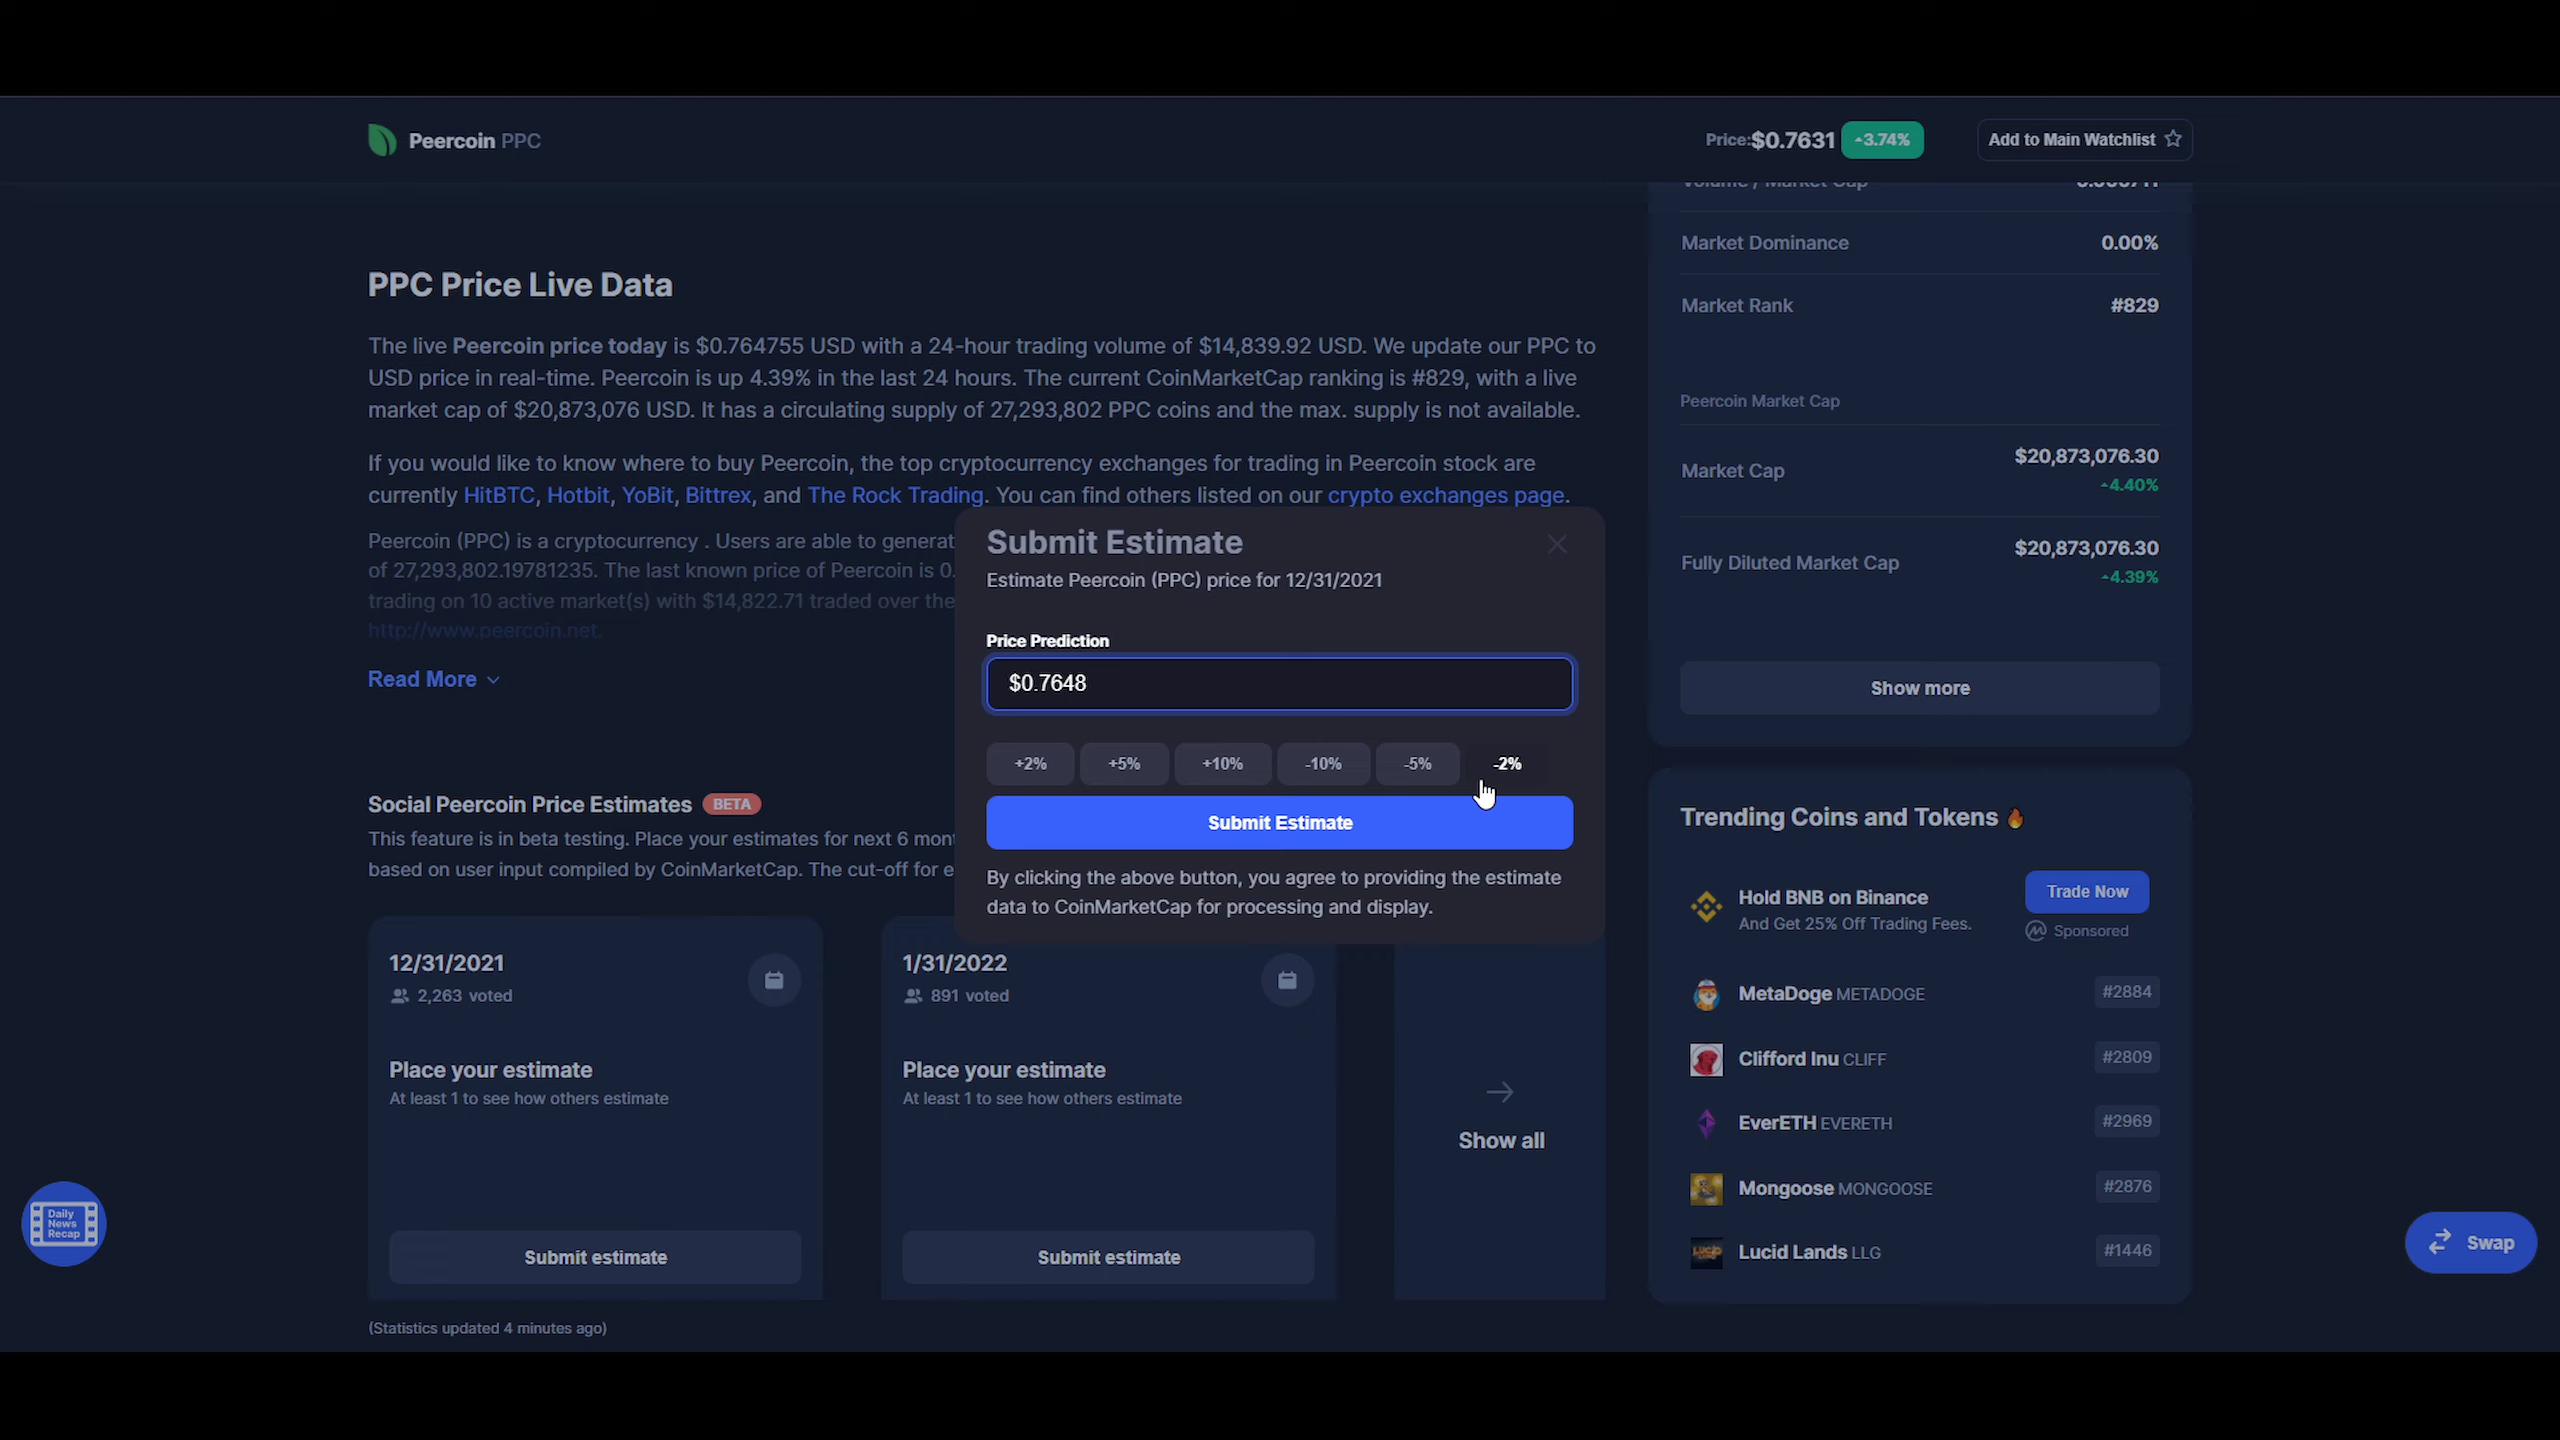 Peercoin PPC
Price:$0.7631 3.74%
Add to Main Watchlist
Volume / Market Cap
Market Dominance 0.00%
Market Rank #829
Peercoin Market Cap
Market Cap $20,873,076.30
4.40%
Fully Diluted Market Cap $20,873,076.30
4.39%
Show more
PPC Price Live Data
The live Peercoin price today is $0.764755 USD with a 24-hour trading volume of $14,839.92 USD. We update our PPC to
USD price in real-time. Peercoin is up 4.39% in the last 24 hours. The current CoinMarketCap ranking is #829, with a live
market cap of $20,873,076 USD. It has a circulating supply of 27,293,802 PPC coins and the max. supply is not available.
If you would like to know where to buy Peercoin, the top cryptocurrency exchanges for trading in Peercoin stock are
currently HitBTC, Hotbit, YoBit, Bittrex, and The Rock Trading. You can find others listed on our crypto exchanges page.
Peercoin (PPC) is a cryptocurrency . Users are able to generat
of 27,293,802.19781235. The last known price of Peercoin is 0.
trading on 10 active market(s) with $14,822.71 traded over the
http://www.peercoin.net.
Read More
Submit Estimate
Estimate Peercoin (PPC) price for 12/31/2021
Price Prediction
$0.7648
+2% +5% +10% -10% -5% -2%
Submit Estimate
By clicking the above button, you agree to providing the estimate
data to CoinMarketCap for processing and display.
Social Peercoin Price Estimates BETA
This feature is in beta testing. Place your estimates for next 6 mon
based on user input compiled by CoinMarketCap. The cut-off for e
12/31/2021
2,263 voted
Place your estimate
At least 1 to see how others estimate
Submit estimate
1/31/2022
891 voted
Place your estimate
At least 1 to see how others estimate
Submit estimate
Show all
(Statistics updated 4 minutes ago)
Trending Coins and Tokens
Hold BNB on Binance
And Get 25% Off Trading Fees.
Trade Now
Sponsored
MetaDoge METADOGE #2884
Clifford Inu CLIFF #2809
EverETH EVERETH #2969
Mongoose MONGOOSE #2876
Lucid Lands LLG #1446
Daily
News
Recap
Swap